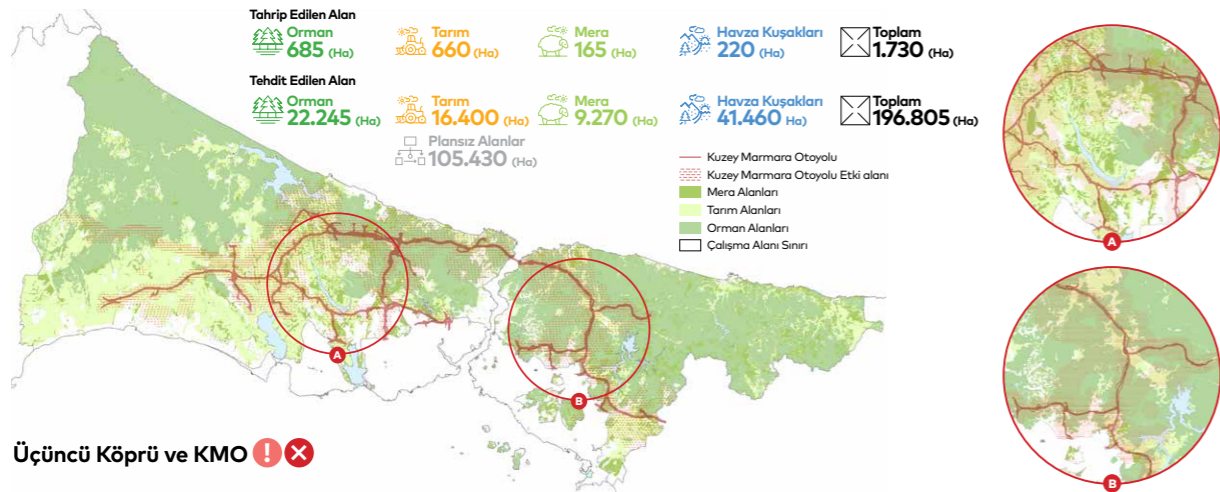 Tahrip Edilen Alan
Orman
685 (Ha)
Tarım
660 (Ha)
Mera
165 (Ha)
Havza Kuşakları
220 (Ha)
Toplam
1.730 (Ha)
Tehdit Edilen Alan
Orman
22.245 (Ha)
Tarım
16.400 (Ha)
Mera
9.270 (Ha)
Havza Kuşakları
41.460 Ha)
Toplam
196.805 (Ha)
Plansız Alanlar
105.430 (Ha)
Kuzey Marmara Otoyolu
Kuzey Marmara Otoyolu Etki alanı
Mera Alanları
Tarım Alanları
Orman Alanları
Çalışma Alanı Sınırı
A
B
A
B
Üçüncü Köprü ve KMO !